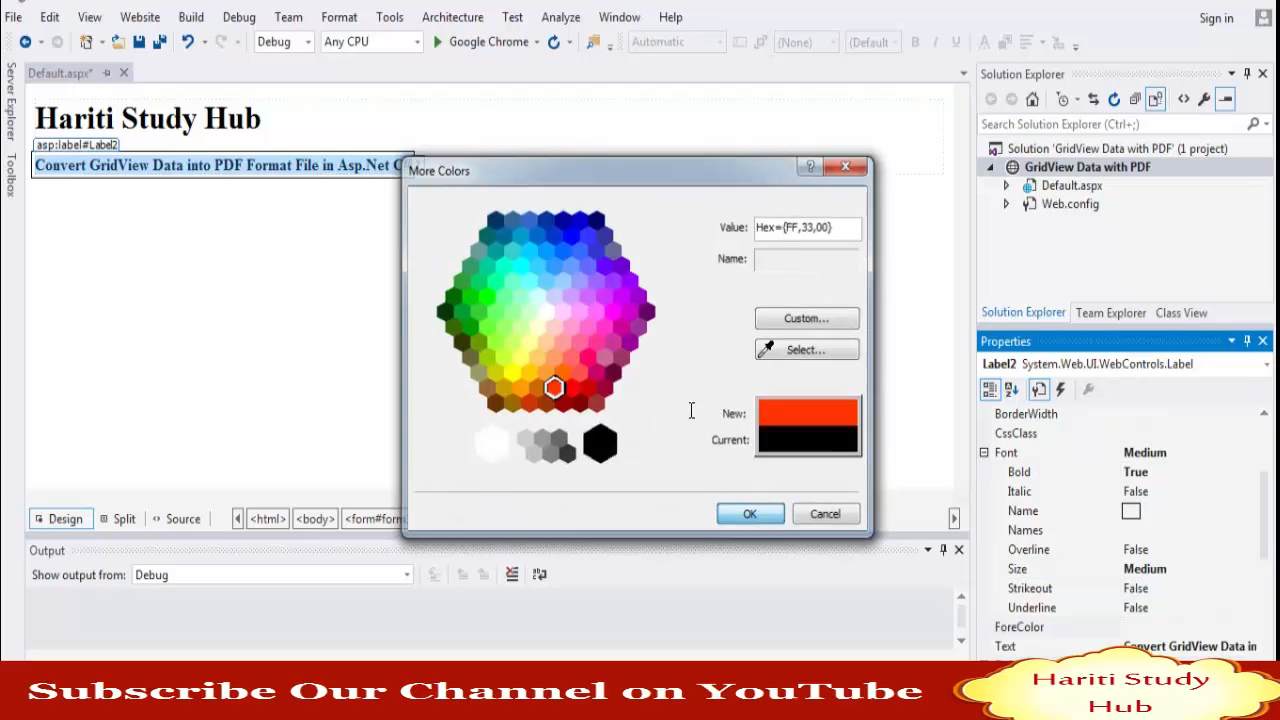 File Edit View Website Build Debug Team Format Tools Architecture Test Analyze Window Help Sign in
Debug Any CPU Google Chrome Automatic (None) (Default
Default.aspx*
Server Explorer
Toolbox
Hariti Study Hub
asp:label#Label2
Convert GridView Data into PDF Format File in Asp.Net C
More Colors
Value: Hex={FF,33,00}
Name:
Custom...
Select...
New:
Current:
OK Cancel
Design Split Source <html> <body> <form#form
Output
Show output from: Debug
Solution Explorer
Search Solution Explorer (Ctrl+;)
Solution 'GridView Data with PDF' (1 project)
GridView Data with PDF
Default.aspx
Web.config
Solution Explorer Team Explorer Class View
Properties
Label2 System.Web.UI.WebControls.Label
BorderWidth
CssClass
Font Medium
Bold True
Italic False
Name
Names
Overline False
Size Medium
Strikeout False
Underline False
ForeColor
Text Convert GridView Data in
Subscribe Our Channel on YouTube
Hariti Study
Hub